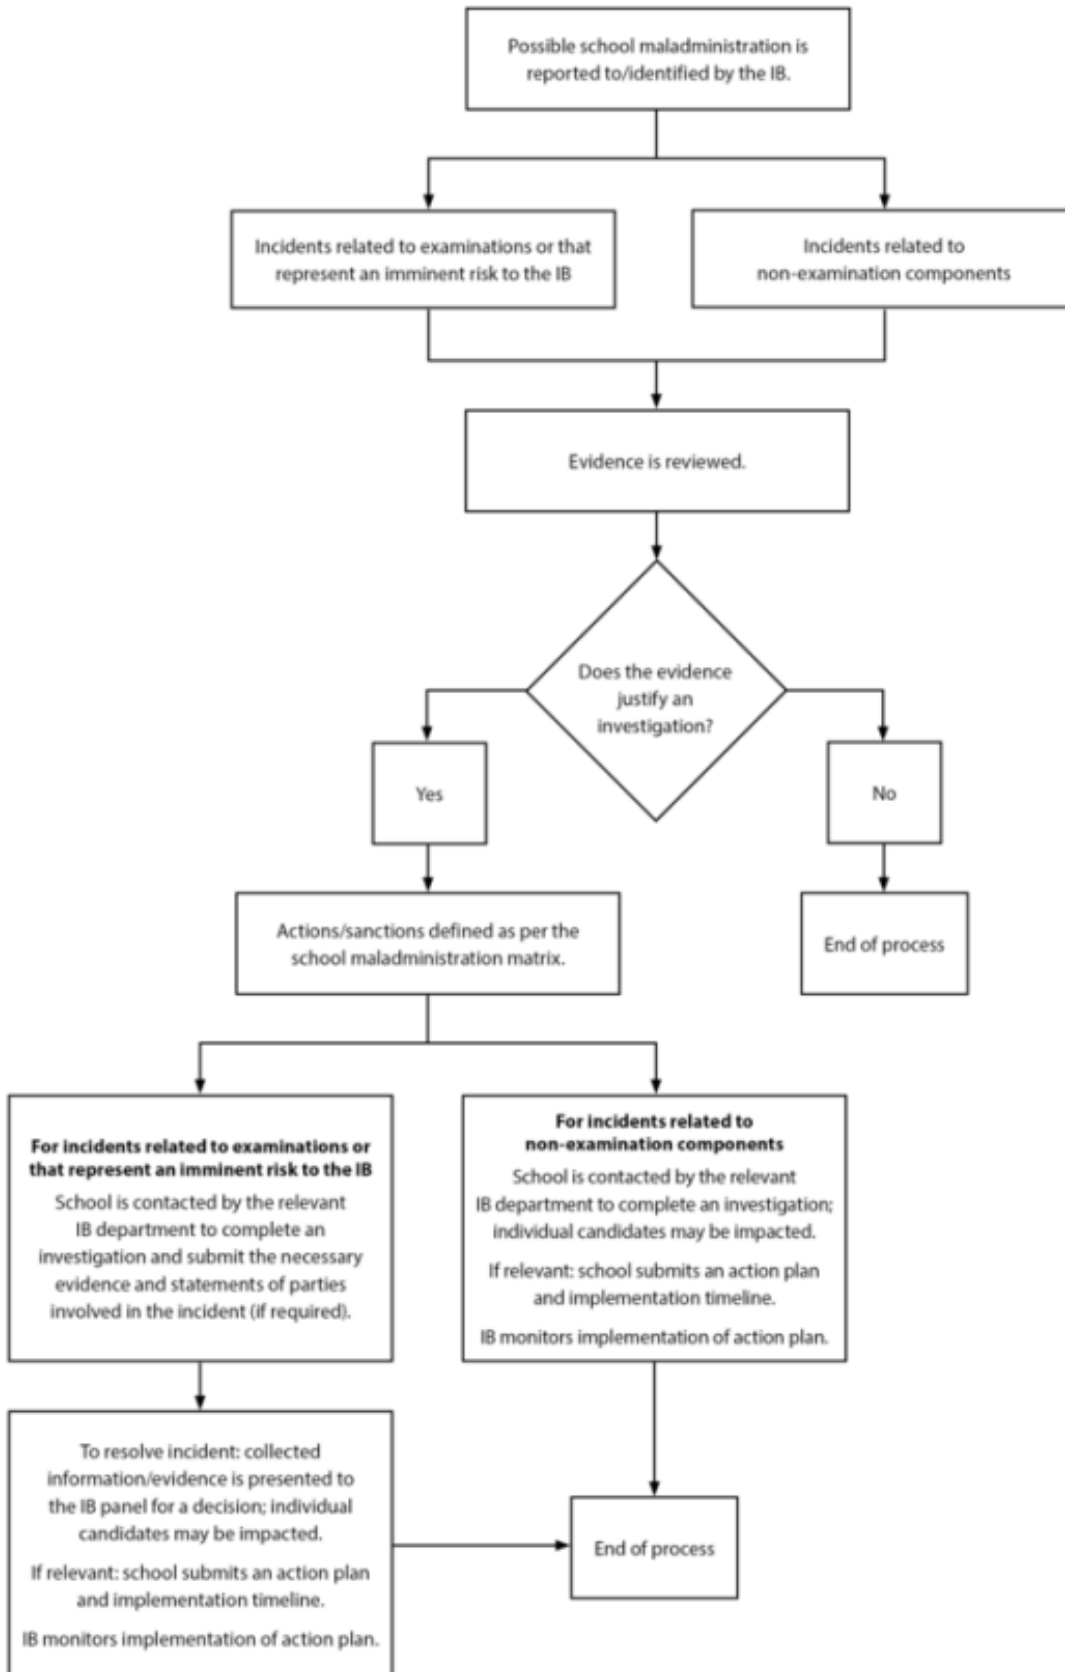 Possible school maladministration is
reported to/identified by the IB.
Incidents related to examinations or that
represent an imminent risk to the IB
Incidents related to
non-examination components
Evidence is reviewed.
Does the evidence
justify an
investigation?
Yes
No
Actions/sanctions defined as per the
school maladministration matrix.
End of process
For incidents related to examinations or
that represent an imminent risk to the IB
School is contacted by the relevant
IB department to complete an
investigation and submit the necessary
evidence and statements of parties
involved in the incident (if required).
For incidents related to
non-examination components
School is contacted by the relevant
IB department to complete an investigation;
individual candidates may be impacted.
If relevant: school submits an action plan
and implementation timeline.
IB monitors implementation of action plan.
To resolve incident: collected
information/evidence is presented to
the IB panel for a decision; individual
candidates may be impacted.
If relevant: school submits an action plan
and implementation timeline.
IB monitors implementation of action plan.
End of process